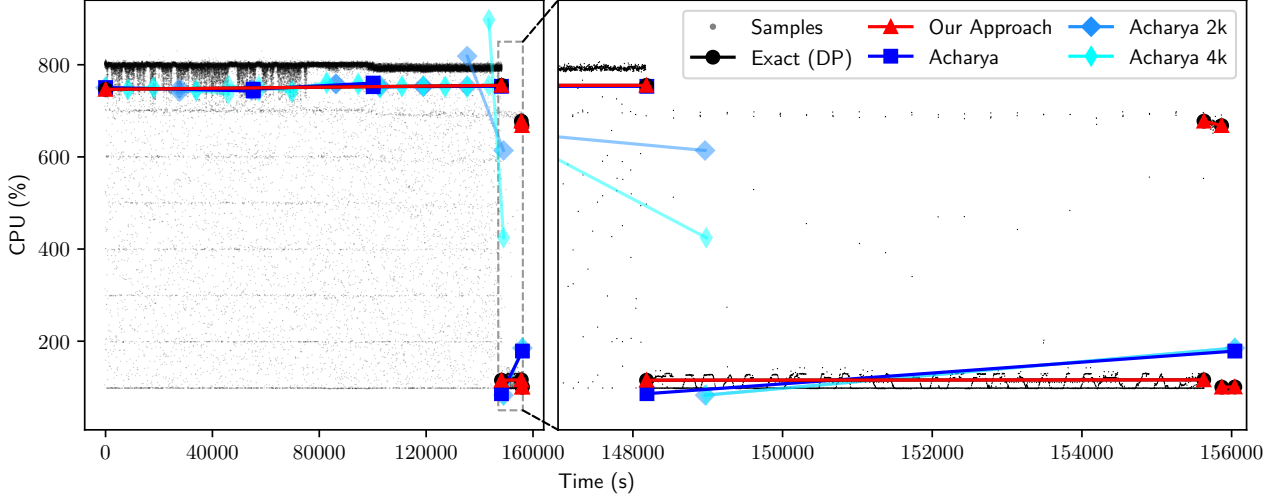 Samples
Exact (DP)
Our Approach
Acharya
Acharya 2k
Acharya 4k
CPU (%)
800
600
400
200
0
40000
80000
120000
160000
148000
150000
152000
154000
156000
Time (s)